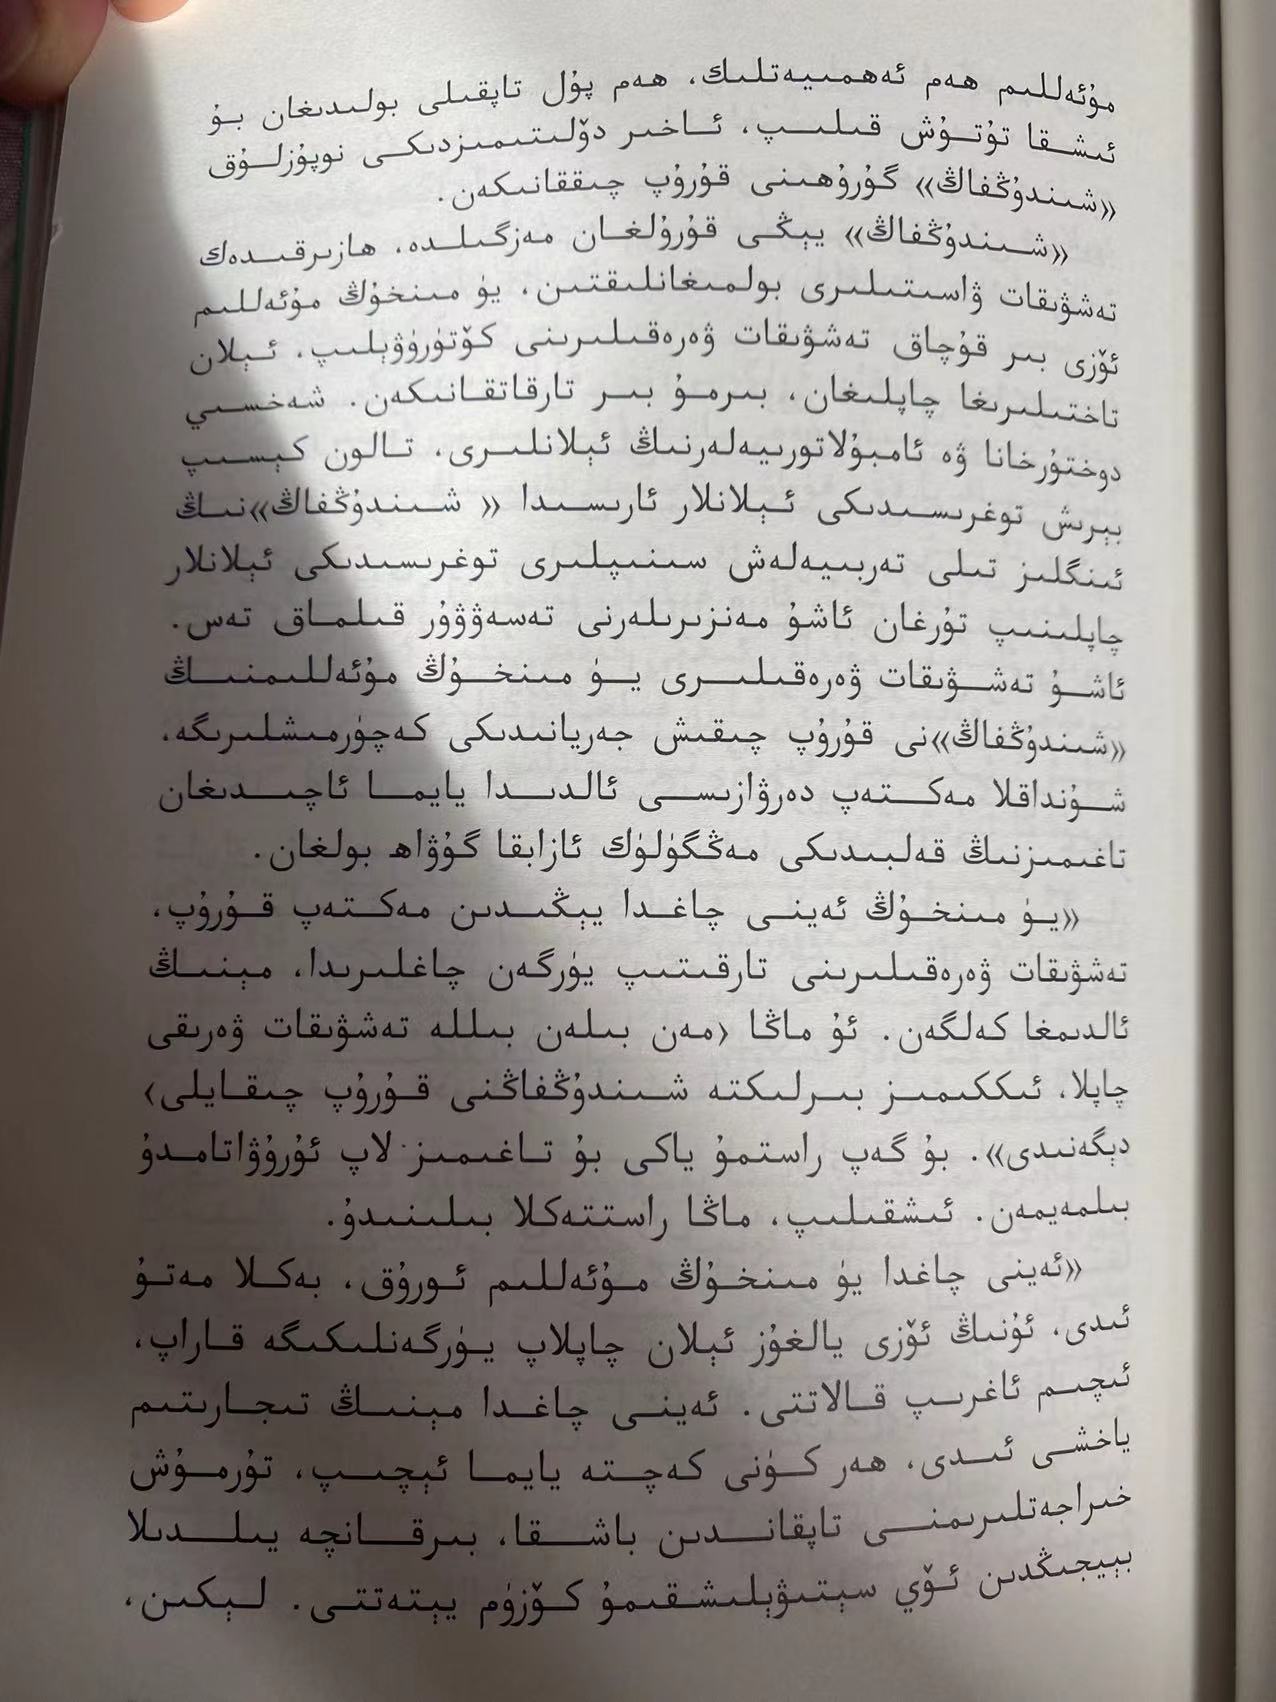 مۇئەللىم ھەم ئەھمىيەتلىك، ھەم پۇل تاپقىلى بولىدىغان بۇ
ئىشقا تۇتۇش قىلىپ، ئاخىر دۆلىتىمىزدىكى نوپۇزلۇق
«شىندۇڭفاڭ» گۇرۇھىنى قۇرۇپ چىققانىكەن.
«شىندۇڭفاڭ» يېڭى قۇرۇلغان مەزگىلدە، ھازىرقىدەك
تەشۋىقات ۋاسىتىلىرى بولمىغانلىقتىن، يۈ مىنخۇڭ مۇئەللىم
ئۆزى بىر قۇچاق تەشۋىقات ۋەرەقىلىرىنى كۆتۈرۈۋېلىپ، ئېلان
تاختىلىرىغا چاپلىغان، بىرمۇ بىر تارقاتقانىكەن. شەخسىي
دوختۇرخانا ۋە ئامبۇلاتورىيەلەرنىڭ ئېلانلىرى، تالون كېسىپ
بېرىش توغرىسىدىكى ئېلانلار ئارىسىدا « شىندۇڭفاڭ»نىڭ
ئىنگلىز تىلى تەربىيەلەش سىنىپلىرى توغرىسىدىكى ئېلانلار
چاپلىنىپ تۇرغان ئاشۇ مەنزىرىلەرنى تەسەۋۋۇر قىلماق تەس.
ئاشۇ تەشۋىقات ۋەرەقىلىرى يۈ مىنخۇڭ مۇئەللىمنىڭ
«شىندۇڭفاڭ»نى قۇرۇپ چىقىش جەريانىدىكى كەچۈرمىشلىرىگە،
شۇنداقلا مەكتەپ دەرۋازىسى ئالدىدا يايما ئاچىدىغان
تاغىمىزنىڭ قەلبىدىكى مەڭگۈلۈك ئازابقا گۇۋاھ بولغان.
«يۈ مىنخۇڭ ئەينى چاغدا يېڭىدىن مەكتەپ قۇرۇپ،
تەشۋىقات ۋەرەقىلىرىنى تارقىتىپ يۈرگەن چاغلىرىدا، مېنىڭ
ئالدىمغا كەلگەن. ئۇ ماڭا ‹مەن بىلەن بىللە تەشۋىقات ۋەرىقى
چاپلا، ئىككىمىز بىرلىكتە شىندۇڭفاڭنى قۇرۇپ چىقايلى›
دېگەنىدى». بۇ گەپ راستمۇ ياكى بۇ تاغىمىز لاپ ئۇرۇۋاتامدۇ
بىلمەيمەن. ئىشقىلىپ، ماڭا راستتەكلا بىلىنىدۇ.
«ئەينى چاغدا يۈ مىنخۇڭ مۇئەللىم ئورۇق، بەكلا مەتۇ
ئىدى، ئۇنىڭ ئۆزى يالغۇز ئېلان چاپلاپ يۈرگەنلىكىگە قاراپ،
ئىچىم ئاغرىپ قالاتتى. ئەينى چاغدا مېنىڭ تىجارىتىم
ياخشى ئىدى، ھەر كۈنى كەچتە يايما ئېچىپ، تۇرمۇش
خىراجەتلىرىمنى تاپقاندىن باشقا، بىرقانچە يىلدىلا
بېيجىڭدىن ئۆي سېتىۋېلىشقىمۇ كۆزۈم يېتەتتى. لېكىن،